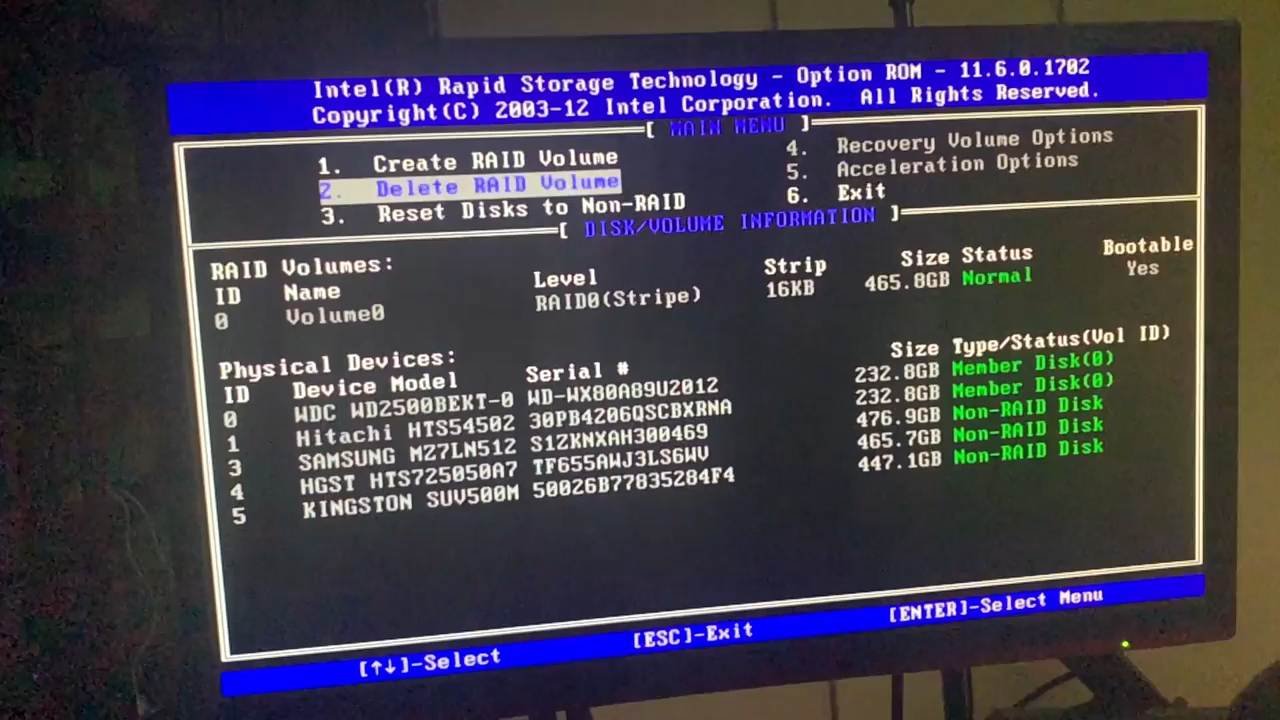 Intel(R) Rapid Storage Technology - Option ROM - 11.6.0.1702
Copyright(C) 2003-12 Intel Corporation. All Rights Reserved.
[ MAIN MENU ]
1. Create RAID Volume
2. Delete RAID Volume
3. Reset Disks to Non-RAID
4. Recovery Volume Options
5. Acceleration Options
6. Exit
[ DISK/VOLUME INFORMATION ]
RAID Volumes:
ID Name Level Strip Size Status Bootable
0 Volume0 RAID0(Stripe) 16KB 465.8GB Normal Yes
Physical Devices:
ID Device Model Serial # Size Type/Status(Vol ID)
0 WDC WD2500BEKT-0 WD-WX80A89U2012 232.8GB Member Disk(0)
1 Hitachi HTS54502 30PB4206QSCBXRNA 232.8GB Member Disk(0)
3 SAMSUNG MZ7LN512 S1ZKNXAH300469 476.9GB Non-RAID Disk
4 HGST HTS725050A7 TF655AWJ3LS6WV 465.7GB Non-RAID Disk
5 KINGSTON SUV500M 50026B77835284F4 447.1GB Non-RAID Disk
[↑↓]-Select [ESC]-Exit [ENTER]-Select Menu